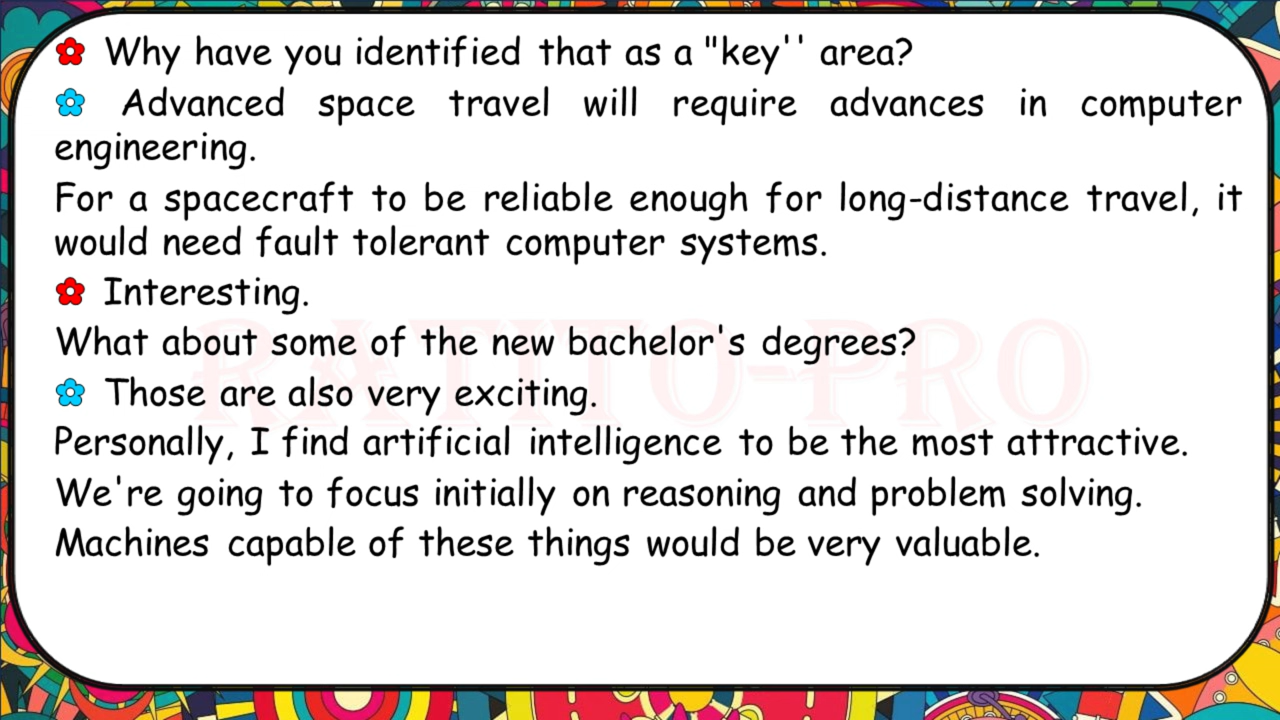 Why have you identified that as a "key'' area?
Advanced space travel will require advances in computer
engineering.
For a spacecraft to be reliable enough for long-distance travel, it
would need fault tolerant computer systems.
Interesting.
What about some of the new bachelor's degrees?
Those are also very exciting.
Personally, I find artificial intelligence to be the most attractive.
We're going to focus initially on reasoning and problem solving.
Machines capable of these things would be very valuable.
RATITO-PRO